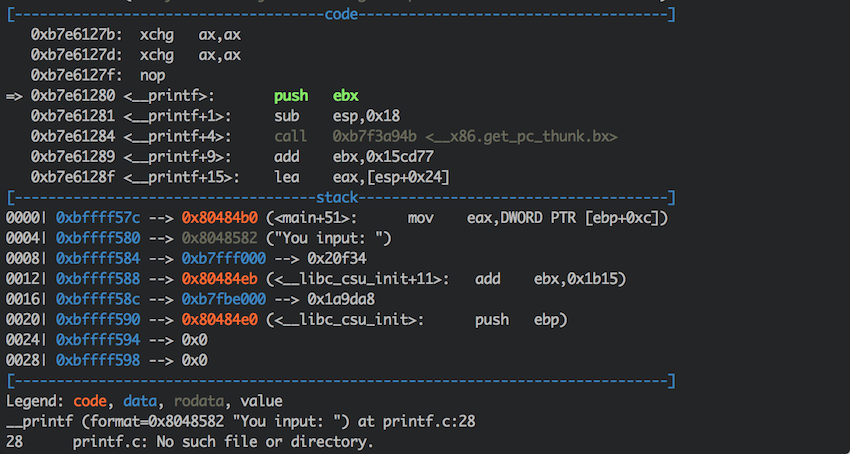 [-------------------------------------code-------------------------------------]
   0xb7e6127b:	xchg   ax,ax
   0xb7e6127d:	xchg   ax,ax
   0xb7e6127f:	nop
=> 0xb7e61280 <__printf>:	push   ebx
   0xb7e61281 <__printf+1>:	sub    esp,0x18
   0xb7e61284 <__printf+4>:	call   0xb7f3a94b <__x86.get_pc_thunk.bx>
   0xb7e61289 <__printf+9>:	add    ebx,0x15cd77
   0xb7e6128f <__printf+15>:	lea    eax,[esp+0x24]
[------------------------------------stack-------------------------------------]
0000| 0xbffff57c --> 0x80484b0 (<main+51>:	mov    eax,DWORD PTR [ebp+0xc])
0004| 0xbffff580 --> 0x8048582 ("You input: ")
0008| 0xbffff584 --> 0xb7fff000 --> 0x20f34
0012| 0xbffff588 --> 0x80484eb (<__libc_csu_init+11>:	add    ebx,0x1b15)
0016| 0xbffff58c --> 0xb7fbe000 --> 0x1a9da8
0020| 0xbffff590 --> 0x80484e0 (<__libc_csu_init>:	push   ebp)
0024| 0xbffff594 --> 0x0
0028| 0xbffff598 --> 0x0
[------------------------------------------------------------------------------]
Legend: code, data, rodata, value
__printf (format=0x8048582 "You input: ") at printf.c:28
28	printf.c: No such file or directory.